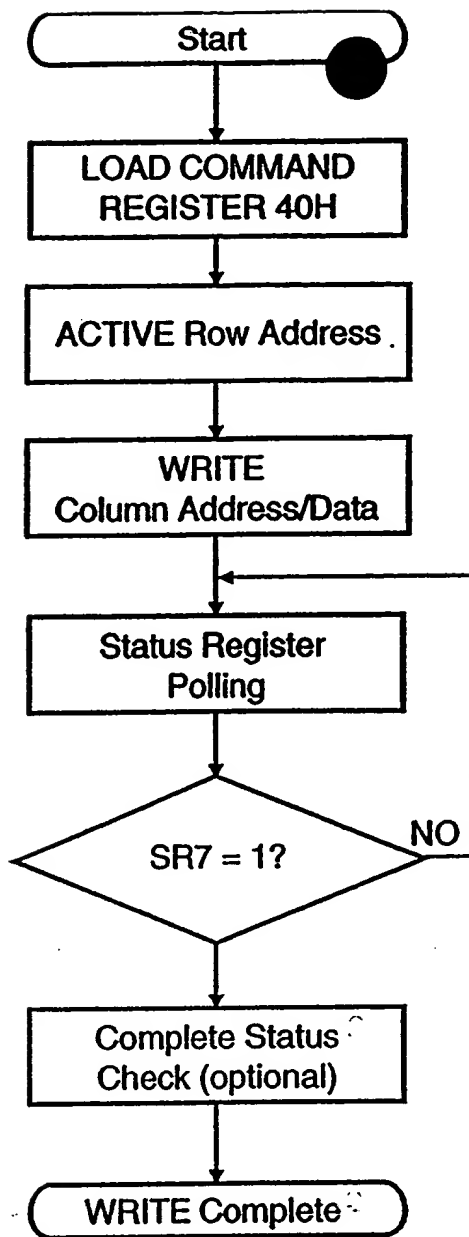 Start
LOAD COMMAND
REGISTER 40H
ACTIVE Row Address
WRITE
Column Address/Data
Status Register
Polling
SR7 = 1?
NO
Complete Status
Check (optional)
WRITE Complete